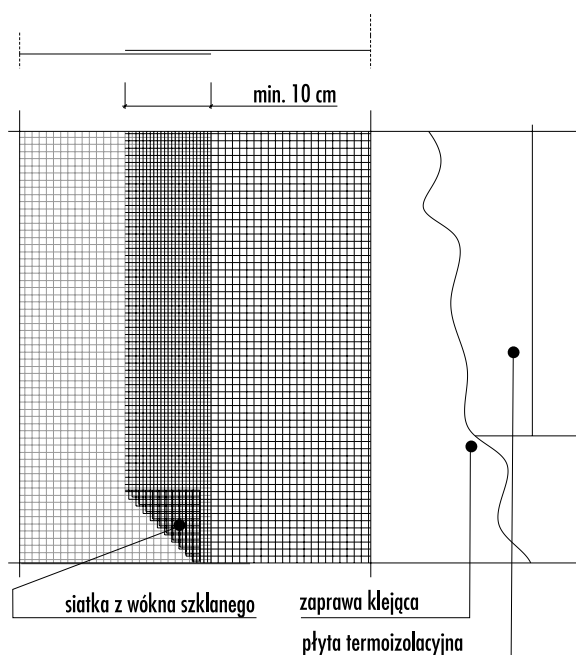 min. 10 cm
siatka z wókna szklanego
zaprawa klejąca
płyta termoizolacyjna